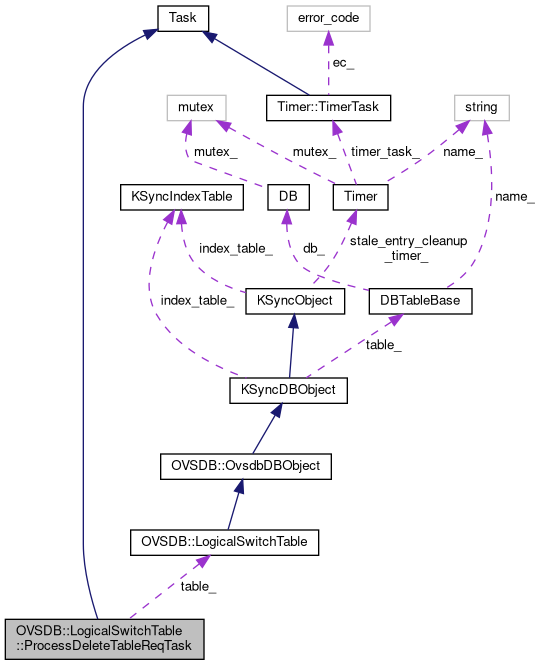 Task
error_code
ec_
mutex
Timer::TimerTask
string
mutex_
mutex_
timer_task_
name_
KSyncIndexTable
DB
Timer
name_
index_table_
db_
stale_entry_cleanup
_timer_
KSyncObject
DBTableBase
index_table_
table_
KSyncDBObject
OVSDB::OvsdbDBObject
OVSDB::LogicalSwitchTable
table_
OVSDB::LogicalSwitchTable
::ProcessDeleteTableReqTask